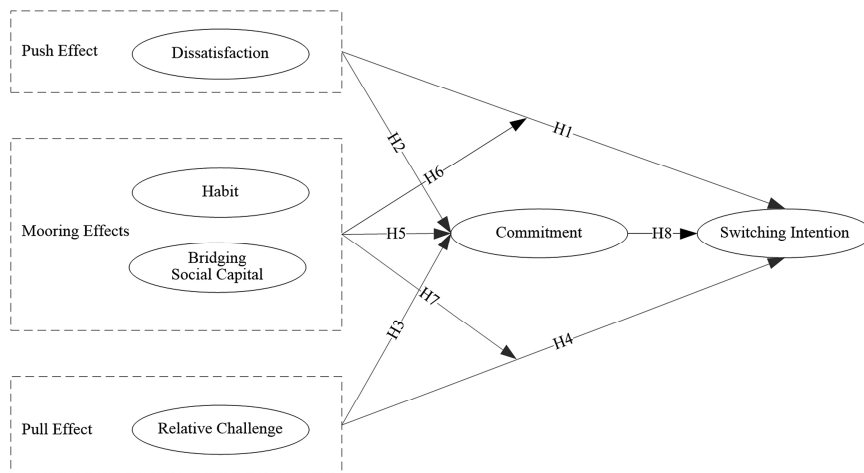 Push Effect
Dissatisfaction
H1
H2
H6
Mooring Effects
Habit
Bridging
Social Capital
H5
Commitment
H8
Switching Intention
H7
H3
H4
Pull Effect
Relative Challenge